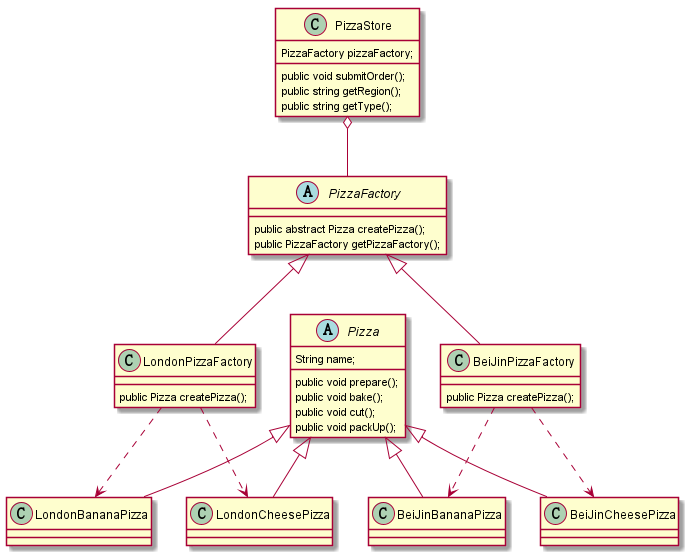 C PizzaStore
PizzaFactory pizzaFactory;
public void submitOrder();
public string getRegion();
public string getType();
A PizzaFactory
public abstract Pizza createPizza();
public PizzaFactory getPizzaFactory();
A Pizza
String name;
public void prepare();
public void bake();
public void cut();
public void packUp();
C LondonPizzaFactory
public Pizza createPizza();
C BeiJinPizzaFactory
public Pizza createPizza();
C LondonBananaPizza
C LondonCheesePizza
C BeiJinBananaPizza
C BeiJinCheesePizza